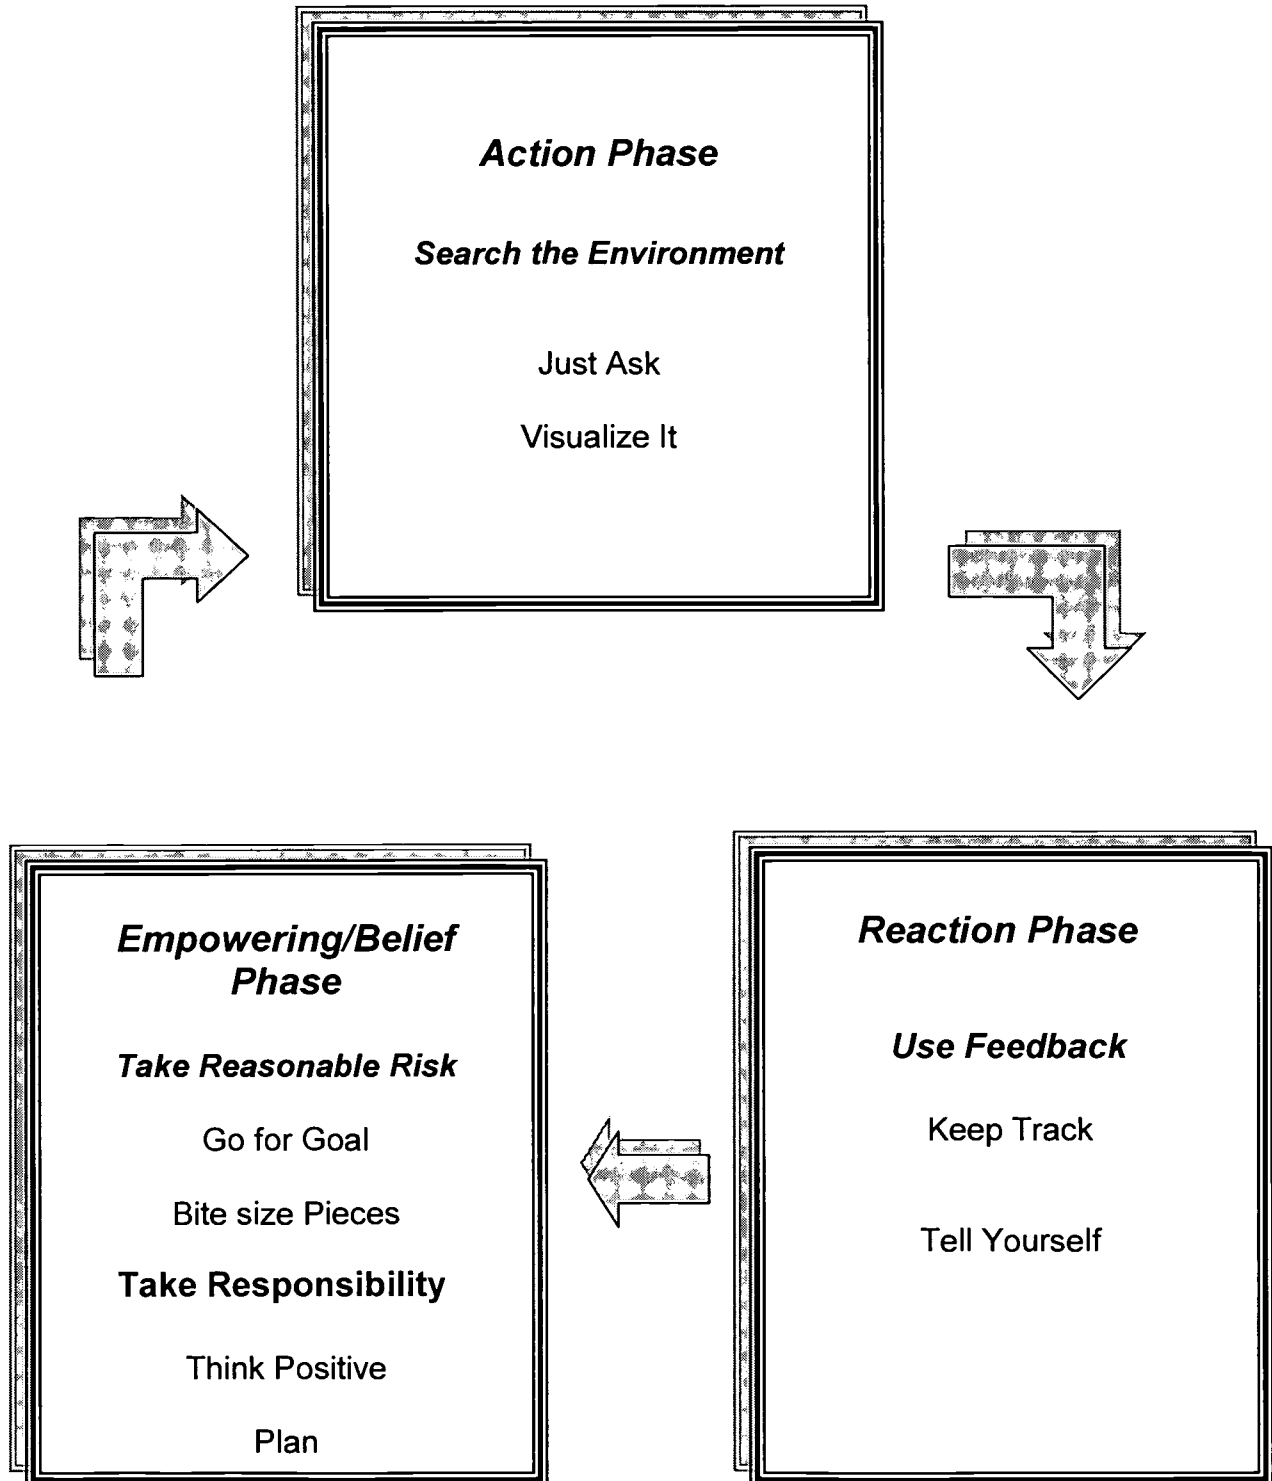 Action Phase
Search the Environment
Just Ask
Visualize It
Empowering/Belief
Phase
Take Reasonable Risk
Go for Goal
Bite size Pieces
Take Responsibility
Think Positive
Plan
Reaction Phase
Use Feedback
Keep Track
Tell Yourself